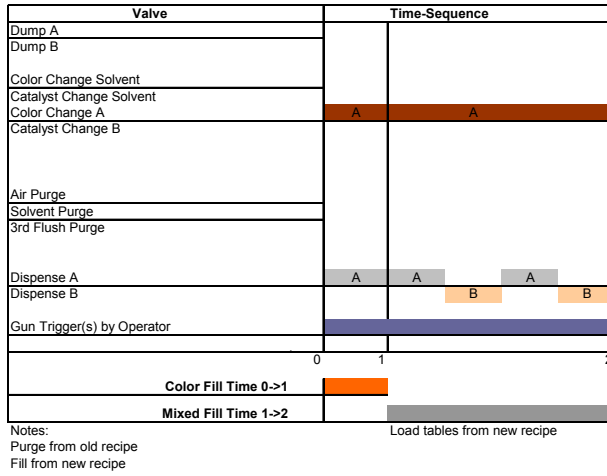 Valve Time-Sequence
Dump A
Dump B
Color Change Solvent
Catalyst Change Solvent
Color Change A A A
Catalyst Change B
Air Purge
Solvent Purge
3rd Flush Purge
Dispense A A A A
Dispense B B B
Gun Trigger(s) by Operator
0 1 2
Color Fill Time 0->1
Mixed Fill Time 1->2
Notes: Load tables from new recipe
Purge from old recipe
Fill from new recipe